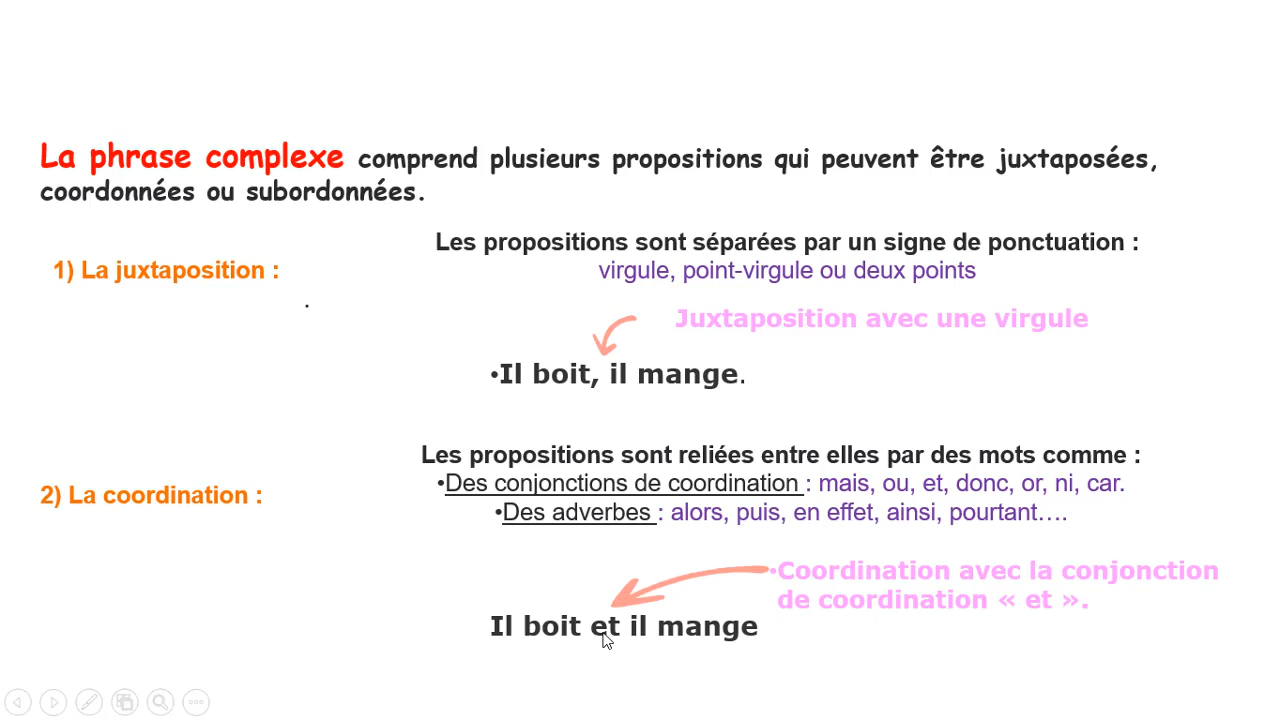 La phrase complexe comprend plusieurs propositions qui peuvent être juxtaposées,
coordonnées ou subordonnées.
Les propositions sont séparées par un signe de ponctuation :
1) La juxtaposition :
virgule, point-virgule ou deux points
.
Juxtaposition avec une virgule
•Il boit, il mange.
Les propositions sont reliées entre elles par des mots comme :
2) La coordination :
•Des conjonctions de coordination : mais, ou, et, donc, or, ni, car.
•Des adverbes : alors, puis, en effet, ainsi, pourtant….
•Coordination avec la conjonction
de coordination « et ».
Il boit et il mange